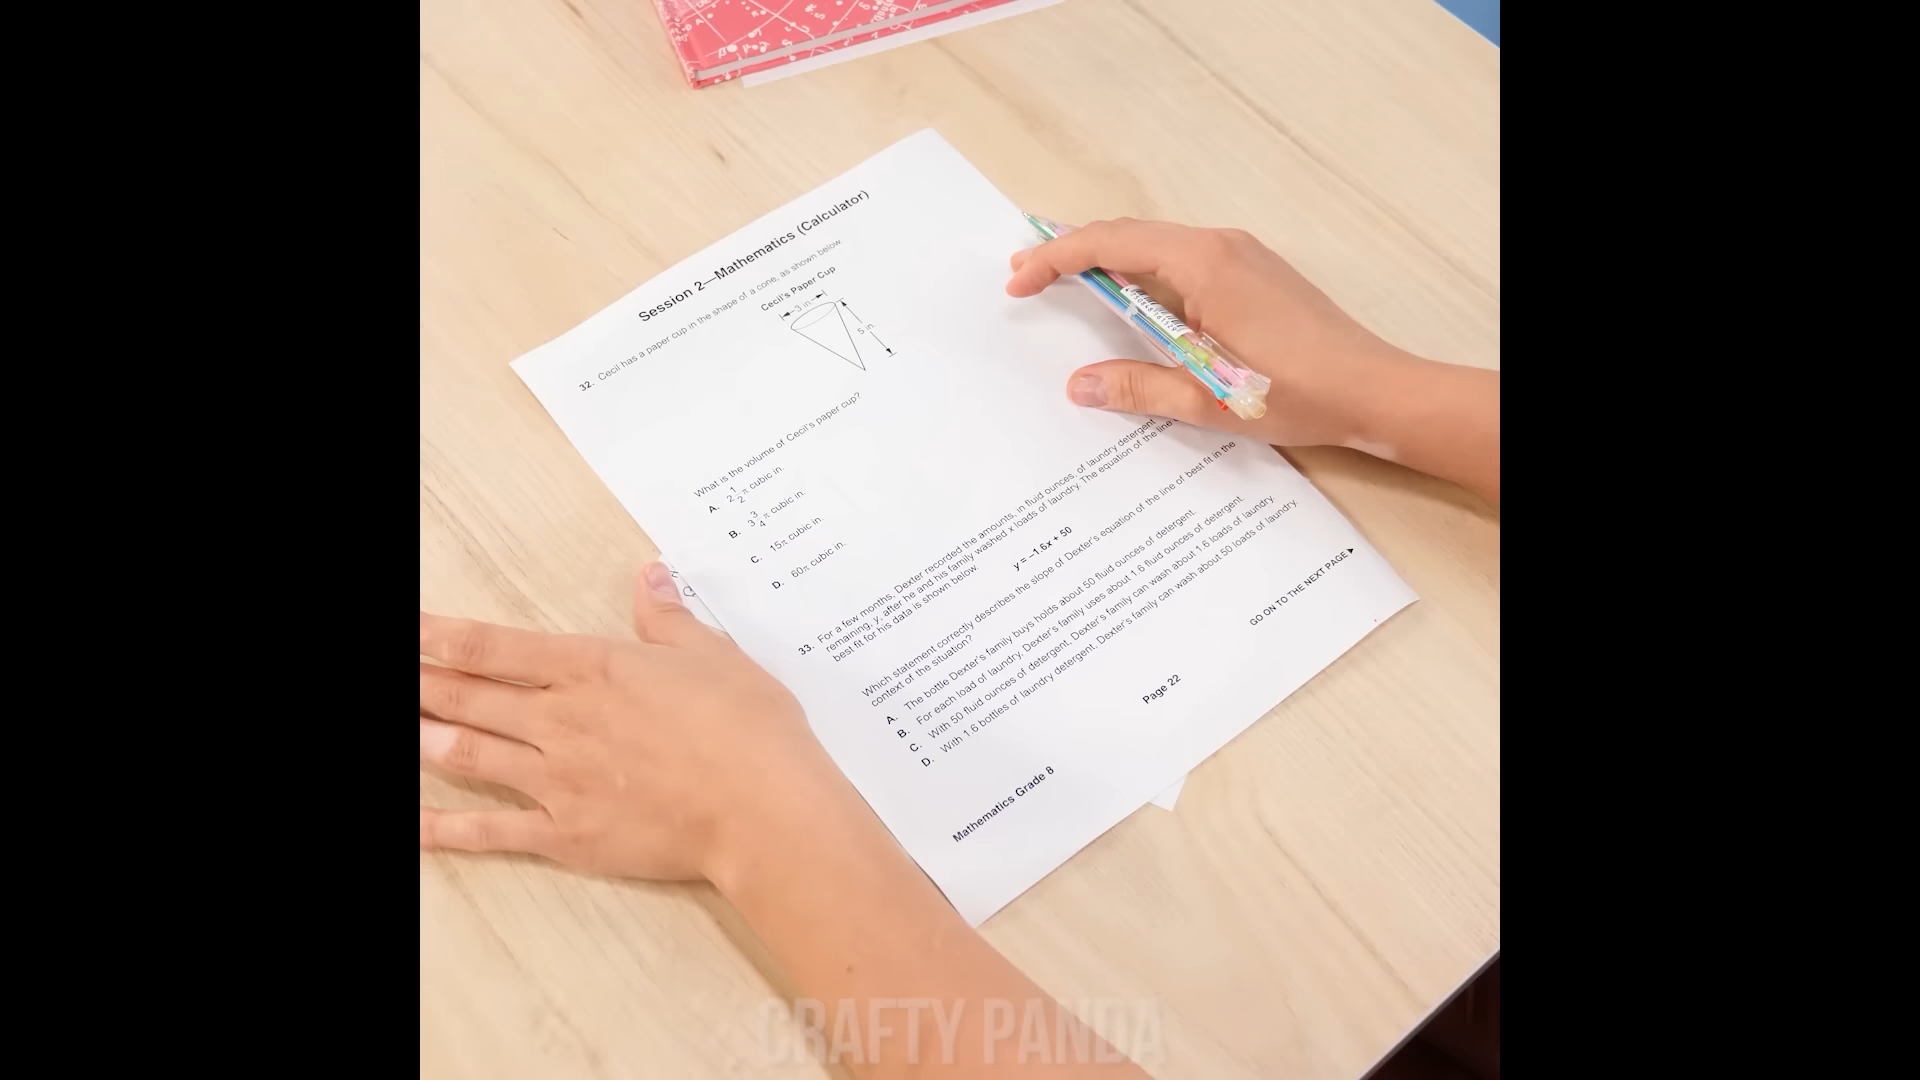 Session 2—Mathematics (Calculator)
32. Cecil has a paper cup in the shape of a cone, as shown below.
Cecil's Paper Cup
3 in.
5 in.
What is the volume of Cecil's paper cup?
A. 2 1/2 π cubic in.
B. 3 3/4 π cubic in.
C. 15π cubic in.
D. 60π cubic in.
33. For a few months, Dexter recorded the amounts, in fluid ounces, of laundry detergent
remaining, y, after he and his family washed x loads of laundry. The equation of the line
best fit for his data is shown below.
y = –1.6x + 50
Which statement correctly describes the slope of Dexter's equation of the line of best fit in the
context of the situation?
A. The bottle Dexter's family buys holds about 50 fluid ounces of detergent.
B. For each load of laundry, Dexter's family uses about 1.6 fluid ounces of detergent.
C. With 50 fluid ounces of detergent, Dexter's family can wash about 1.6 loads of laundry.
D. With 1.6 bottles of laundry detergent, Dexter's family can wash about 50 loads of laundry.
GO ON TO THE NEXT PAGE ►
Page 22
Mathematics Grade 8
CRAFTY PANDA